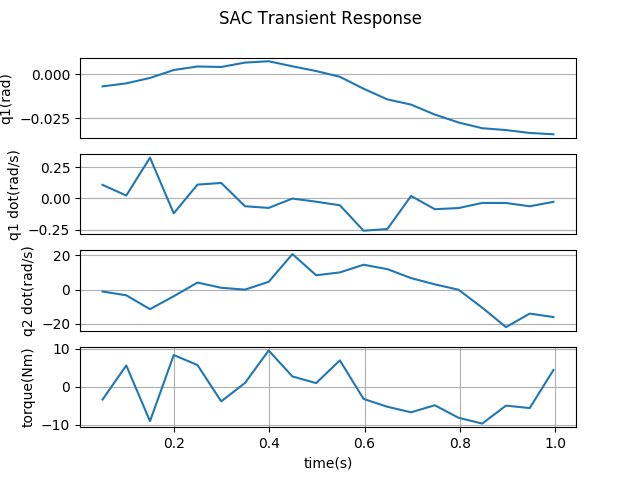 SAC Transient Response
0.000
−0.025
q1(rad)
0.25
0.00
−0.25
q1 dot(rad/s)
20
0
−20
q2 dot(rad/s)
10
0
−10
torque(Nm)
0.2 0.4 0.6 0.8 1.0
time(s)